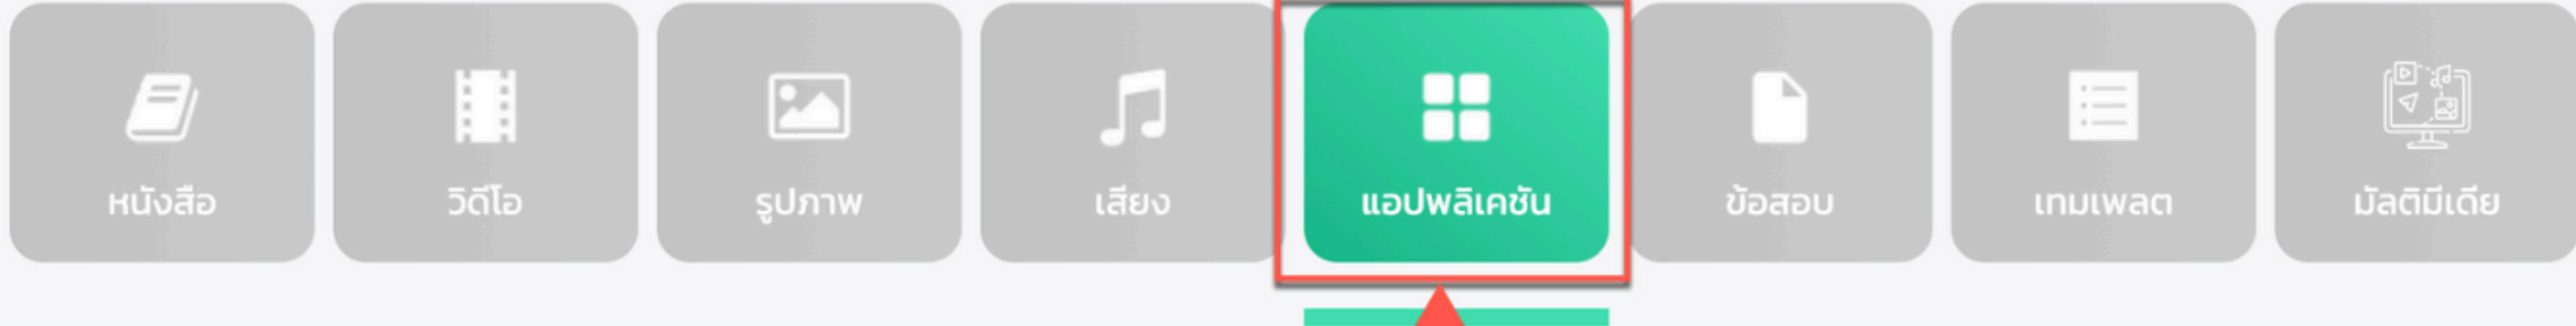 หนังสือ
วิดีโอ
รูปภาพ
เสียง
แอปพลิเคชัน
ข้อสอบ
เทมเพลต
มัลติมีเดีย